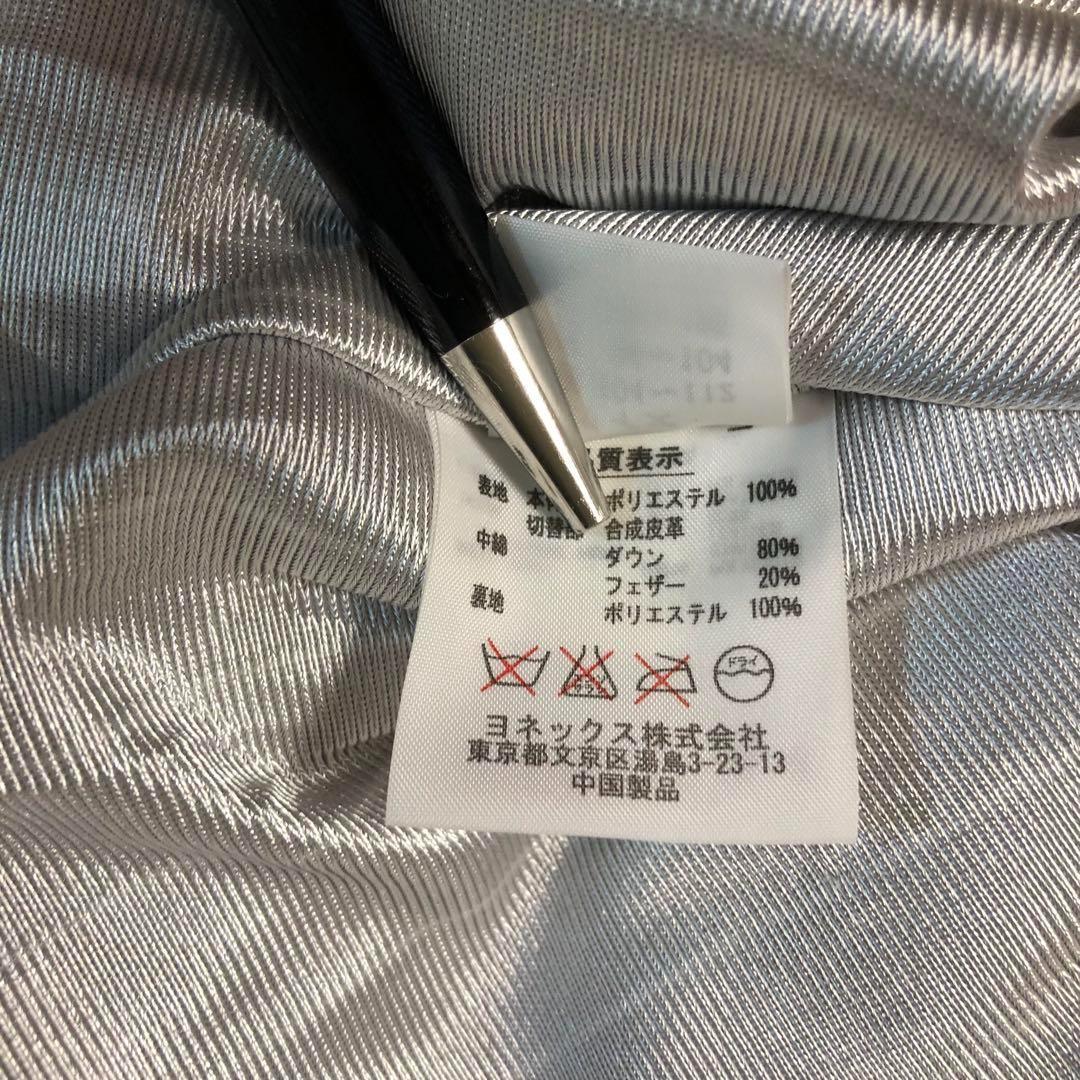 質表示
表地 本 ポリエステル 100%
切替部 合成皮革
中綿 ダウン 80%
フェザー 20%
裏地 ポリエステル 100%
ドライ
ヨネックス株式会社
東京都文京区湯島3-23-13
中国製品